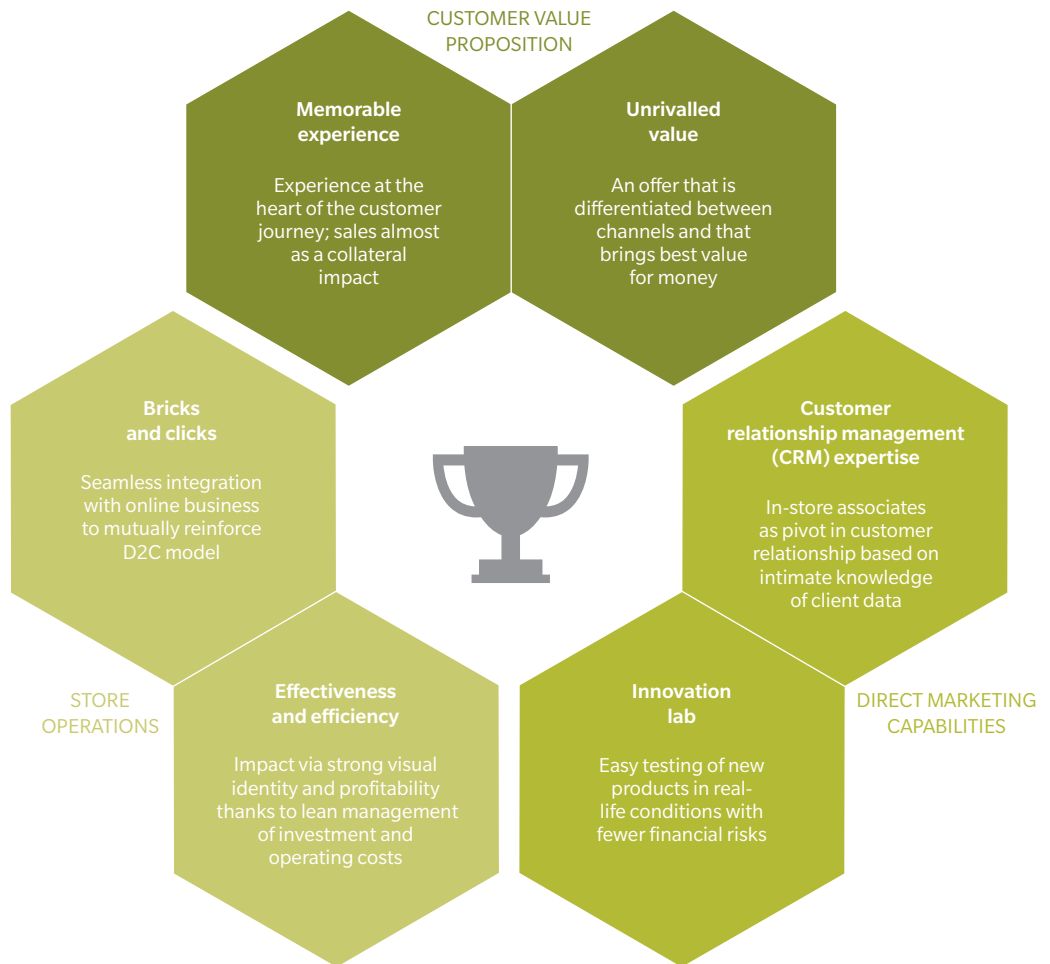 CUSTOMER VALUE
PROPOSITION
Memorable
experience
Experience at the
heart of the customer
journey; sales almost
as a collateral
impact
Unrivalled
value
An offer that is
differentiated between
channels and that
brings best value
for money
Bricks
and clicks
Seamless integration
with online business
to mutually reinforce
D2C model
Customer
relationship management
(CRM) expertise
In-store associates
as pivot in customer
relationship based on
intimate knowledge
of client data
STORE
OPERATIONS
Effectiveness
and efficiency
Impact via strong visual
identity and profitability
thanks to lean management
of investment and
operating costs
Innovation
lab
Easy testing of new
products in real-
life conditions with
fewer financial risks
DIRECT MARKETING
CAPABILITIES